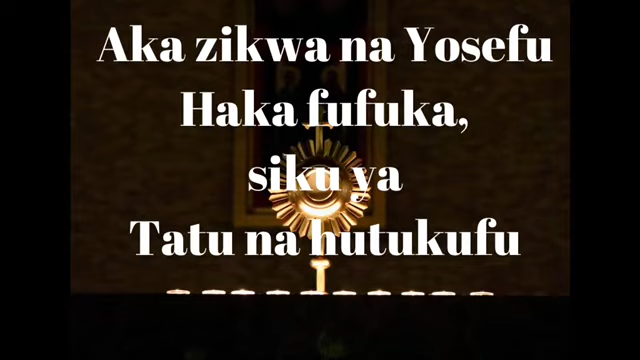 Aka zikwa na Yosefu
Haka fufuka,
siku ya
Tatu na hutukufu